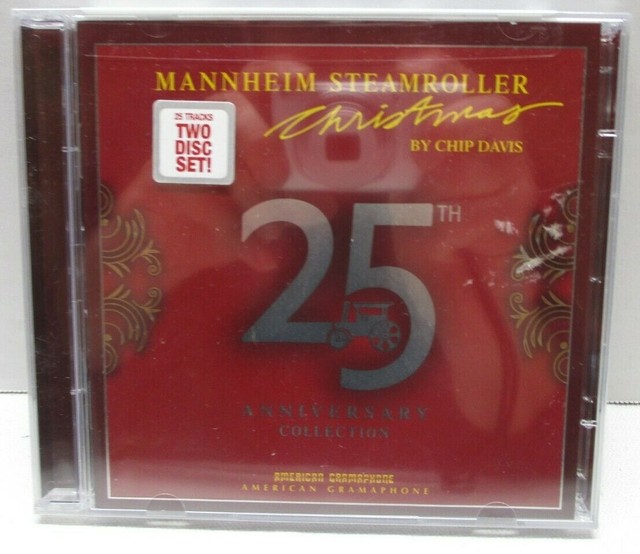 MANNHEIM STEAMROLLER
Christmas
BY CHIP DAVIS
25 TRACKS
TWO
DISC
SET!
25TH
ANNIVERSARY
COLLECTION
AMERICAN GRAMAPHONE
AMERICAN GRAMAPHONE